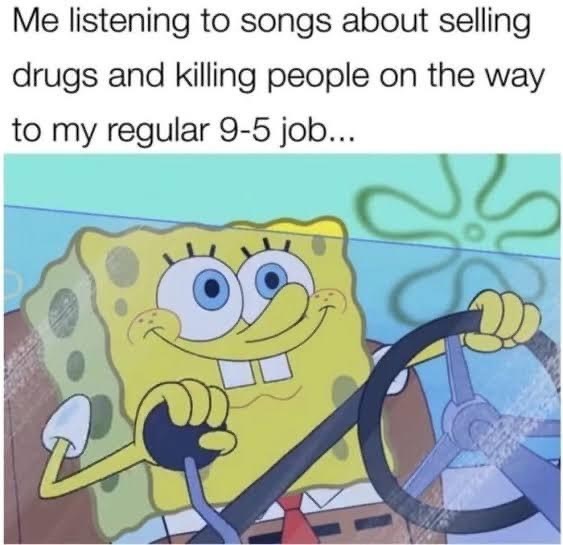 Me listening to songs about selling
drugs and killing people on the way
to my regular 9-5 job...